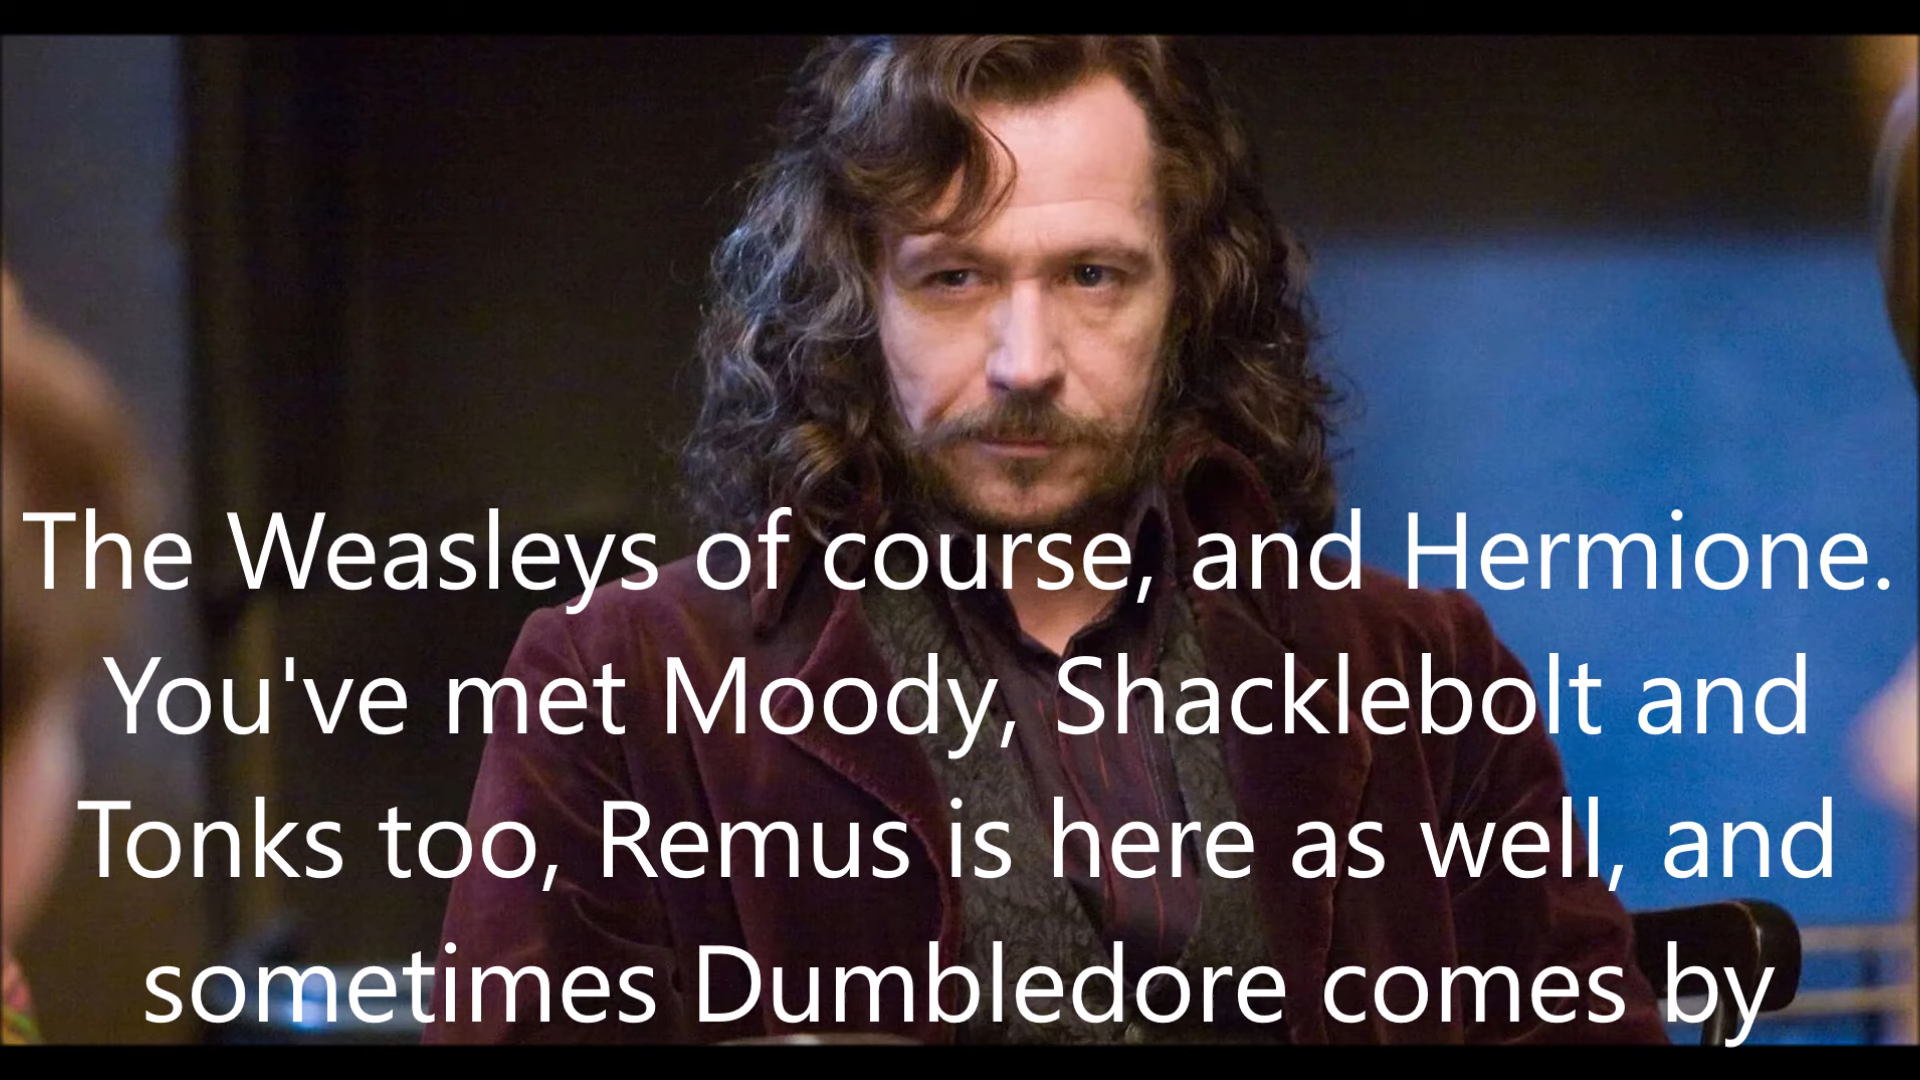 The Weasleys of course, and Hermione.
You've met Moody, Shacklebolt and
Tonks too, Remus is here as well, and
sometimes Dumbledore comes by